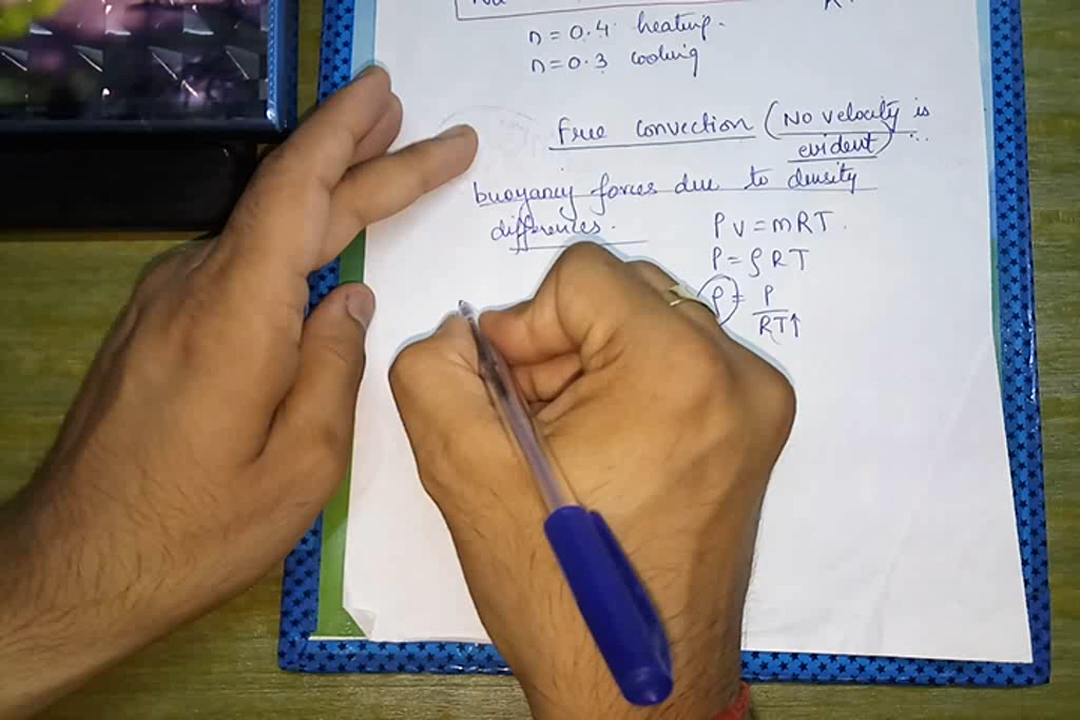 n = 0.4 heating.
n = 0.3 cooling
Free convection (No velocity is
evident) ...
buoyancy forces due to density
differences.
PV = mRT.
P = ρRT
ρ = P
RT↑